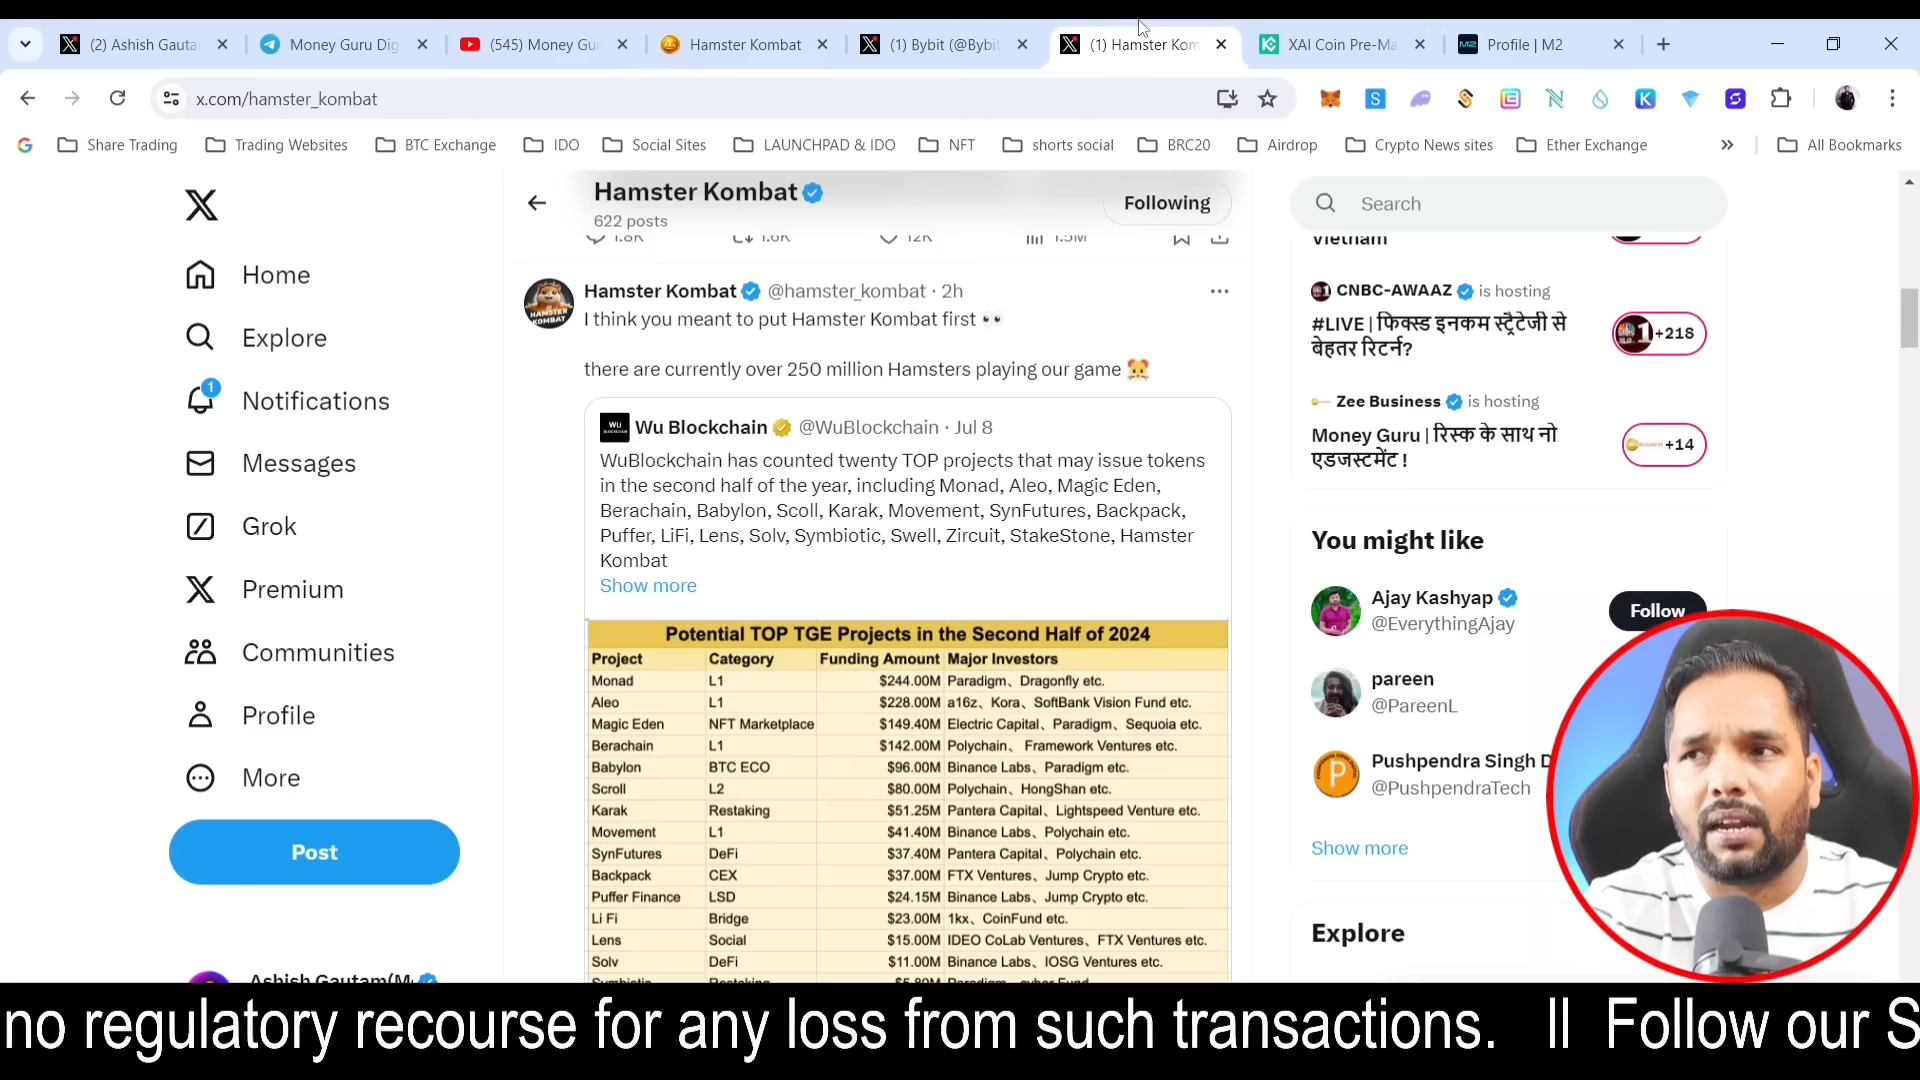 (2) Ashish Gauta
Money Guru Dig
(545) Money Gu
Hamster Kombat
(1) Bybit (@Bybit
(1) Hamster Kom
XAI Coin Pre-Ma
Profile | M2
x.com/hamster_kombat
Share Trading
Trading Websites
BTC Exchange
IDO
Social Sites
LAUNCHPAD & IDO
NFT
shorts social
BRC20
Airdrop
Crypto News sites
Ether Exchange
All Bookmarks
Home
Explore
1
Notifications
Messages
Grok
Premium
Communities
Profile
More
Post
Ashish Gautam(M
Hamster Kombat
622 posts
Following
1.8K 1.6K 12K 1.5M
Hamster Kombat @hamster_kombat · 2h
I think you meant to put Hamster Kombat first 👀
there are currently over 250 million Hamsters playing our game 🐹
Wu Blockchain @WuBlockchain · Jul 8
WuBlockchain has counted twenty TOP projects that may issue tokens
in the second half of the year, including Monad, Aleo, Magic Eden,
Berachain, Babylon, Scoll, Karak, Movement, SynFutures, Backpack,
Puffer, LiFi, Lens, Solv, Symbiotic, Swell, Zircuit, StakeStone, Hamster
Kombat
Show more
Potential TOP TGE Projects in the Second Half of 2024
Project Category Funding Amount Major Investors
Monad L1 $244.00M Paradigm、Dragonfly etc.
Aleo L1 $228.00M a16z、Kora、SoftBank Vision Fund etc.
Magic Eden NFT Marketplace $149.40M Electric Capital、Paradigm、Sequoia etc.
Berachain L1 $142.00M Polychain、 Framework Ventures etc.
Babylon BTC ECO $96.00M Binance Labs、Paradigm etc.
Scroll L2 $80.00M Polychain、HongShan etc.
Karak Restaking $51.25M Pantera Capital、Lightspeed Venture etc.
Movement L1 $41.40M Binance Labs、Polychain etc.
SynFutures DeFi $37.40M Pantera Capital、Polychain etc.
Backpack CEX $37.00M FTX Ventures、Jump Crypto etc.
Puffer Finance LSD $24.15M Binance Labs、Jump Crypto etc.
Li Fi Bridge $23.00M 1kx、CoinFund etc.
Lens Social $15.00M IDEO CoLab Ventures、FTX Ventures etc.
Solv DeFi $11.00M Binance Labs、IOSG Ventures etc.
Search
Vietnam
CNBC-AWAAZ is hosting
#LIVE | फिक्स्ड इनकम स्ट्रैटेजी से
बेहतर रिटर्न?
+218
Zee Business is hosting
Money Guru | रिस्क के साथ नो
एडजस्टमेंट !
+14
You might like
Ajay Kashyap
@EverythingAjay
Follow
pareen
@PareenL
Pushpendra Singh D
@PushpendraTech
Show more
Explore
no regulatory recourse for any loss from such transactions. || Follow our S